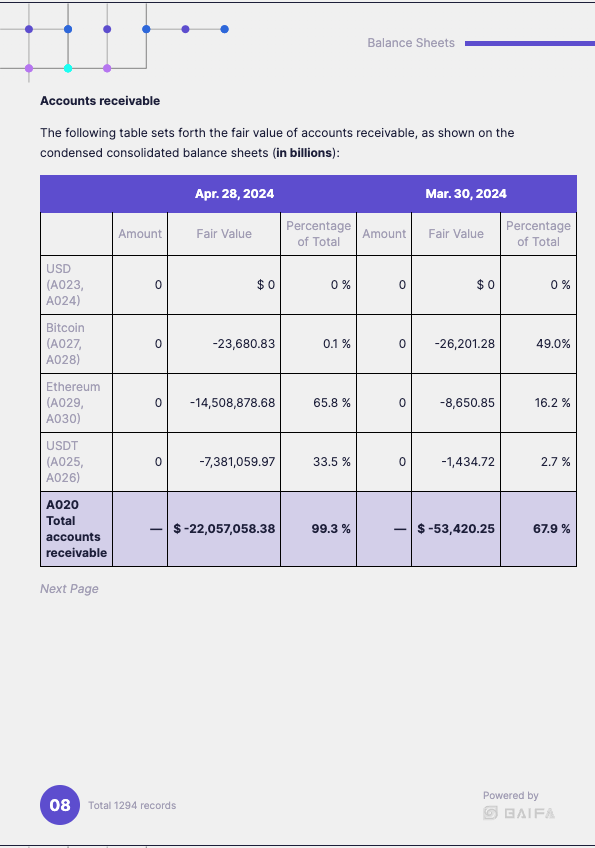 Balance Sheets
Accounts receivable
The following table sets forth the fair value of accounts receivable, as shown on the
condensed consolidated balance sheets (in billions):
Apr. 28, 2024 Mar. 30, 2024
Amount Fair Value Percentage of Total Amount Fair Value Percentage of Total
USD (A023, A024) 0 $ 0 0 % 0 $ 0 0 %
Bitcoin (A027, A028) 0 -23,680.83 0.1 % 0 -26,201.28 49.0%
Ethereum (A029, A030) 0 -14,508,878.68 65.8 % 0 -8,650.85 16.2 %
USDT (A025, A026) 0 -7,381,059.97 33.5 % 0 -1,434.72 2.7 %
A020 Total accounts receivable — $ -22,057,058.38 99.3 % — $ -53,420.25 67.9 %
Next Page
08 Total 1294 records
Powered by
BAIFA